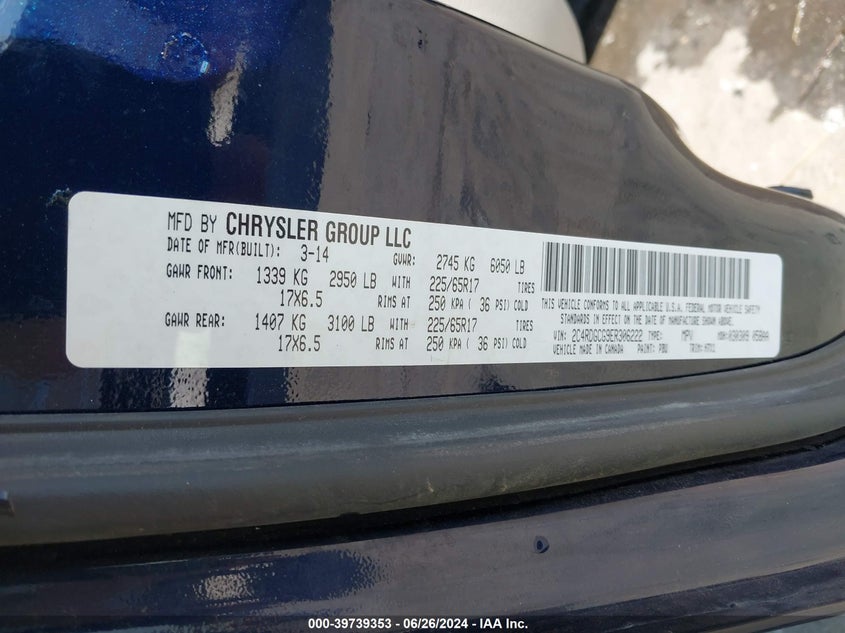 MFD BY CHRYSLER GROUP LLC
DATE OF MFR(BUILT): 3-14 GVWR: 2745 KG 6050 LB
GAWR FRONT: 1339 KG 2950 LB WITH 225/65R17 TIRES
17X6.5 RIMS AT 250 KPA ( 36 PSI) COLD
GAWR REAR: 1407 KG 3100 LB WITH 225/65R17 TIRES
17X6.5 RIMS AT 250 KPA ( 36 PSI) COLD
THIS VEHICLE CONFORMS TO ALL APPLICABLE U.S.A. FEDERAL MOTOR VEHICLE SAFETY
STANDARDS IN EFFECT ON THE DATE OF MANUFACTURE SHOWN ABOVE.
VIN: 2C4RDGCG9ER306222 TYPE: MPV
VEHICLE MADE IN CANADA PAINT: PBU TRIM:
000-39739353 - 06/26/2024 - IAA Inc.